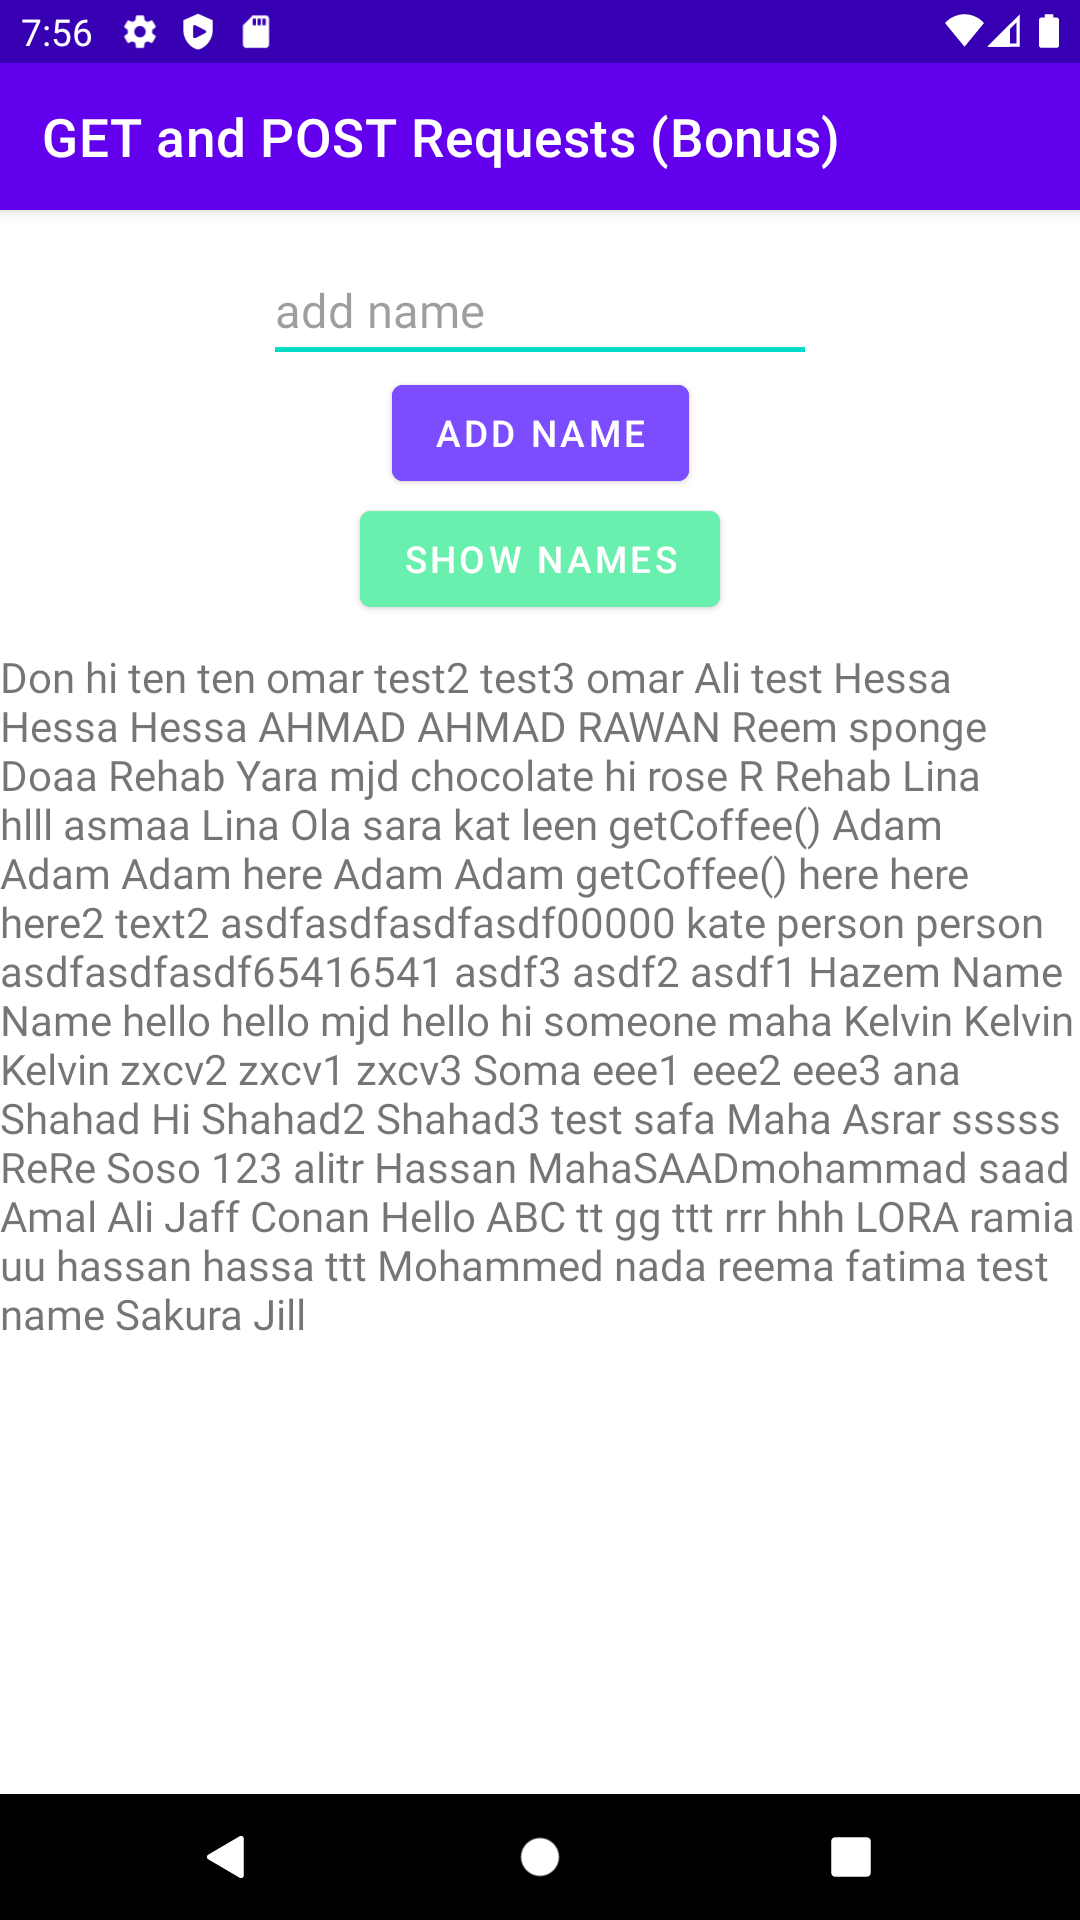 7:56
GET and POST Requests (Bonus)
add name
ADD NAME
SHOW NAMES
Don hi ten ten omar test2 test3 omar Ali test Hessa
Hessa Hessa AHMAD AHMAD RAWAN Reem sponge
Doaa Rehab Yara mjd chocolate hi rose R Rehab Lina
hlll asmaa Lina Ola sara kat leen getCoffee() Adam
Adam Adam here Adam Adam getCoffee() here here
here2 text2 asdfasdfasdfasdf00000 kate person person
asdfasdfasdf65416541 asdf3 asdf2 asdf1 Hazem Name
Name hello hello mjd hello hi someone maha Kelvin Kelvin
Kelvin zxcv2 zxcv1 zxcv3 Soma eee1 eee2 eee3 ana
Shahad Hi Shahad2 Shahad3 test safa Maha Asrar sssss
ReRe Soso 123 alitr Hassan MahaSAADmohammad saad
Amal Ali Jaff Conan Hello ABC tt gg ttt rrr hhh LORA ramia
uu hassan hassa ttt Mohammed nada reema fatima test
name Sakura Jill